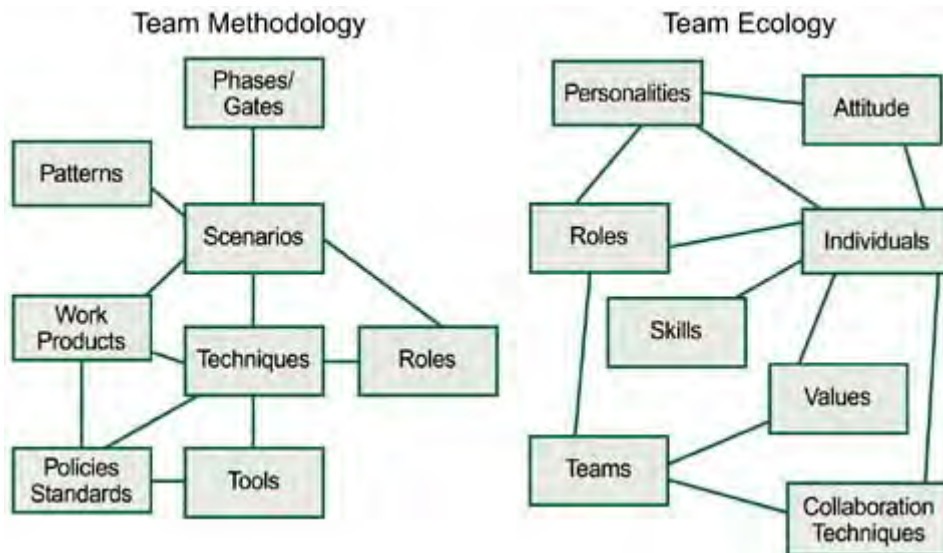 Team Methodology
Phases/
Gates
Patterns
Scenarios
Work
Products
Techniques
Roles
Policies
Standards
Tools
Team Ecology
Personalities
Attitude
Roles
Individuals
Skills
Values
Teams
Collaboration
Techniques